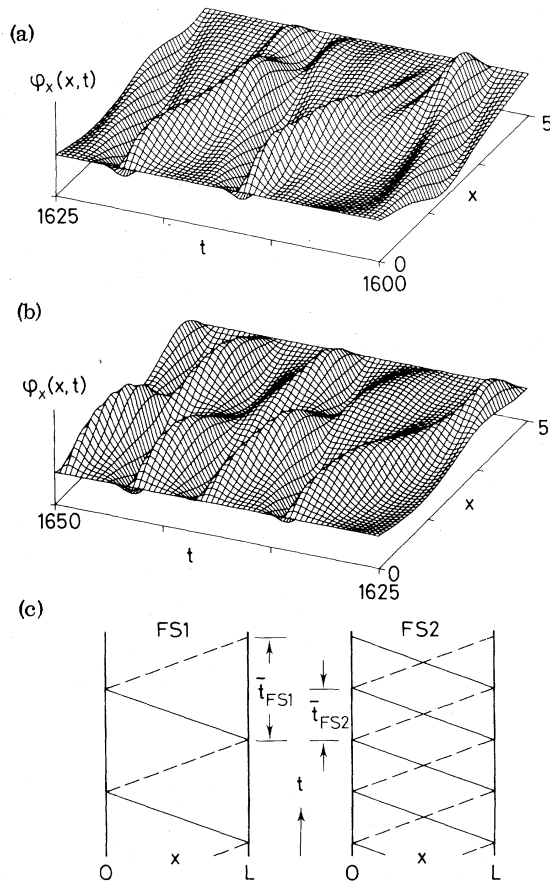 (a)
φx(x,t)
5
x
1625
t
0
1600
(b)
φx(x,t)
5
x
1650
t
0
1625
(c)
FS1
FS2
t̄FS1
t̄FS2
t
O x L
O x L